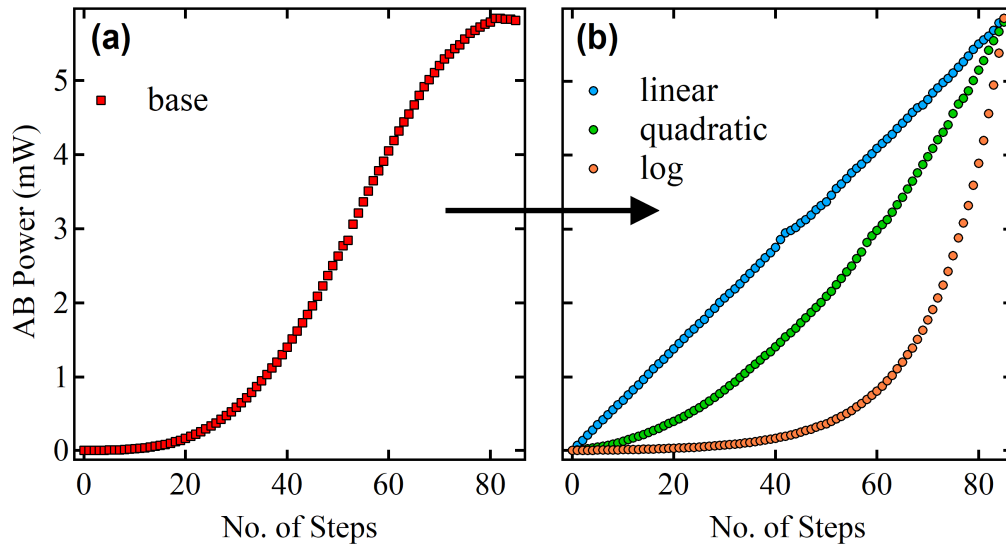 (a)
base
AB Power (mW)
5
4
3
2
1
0
0 20 40 60 80
No. of Steps
(b)
linear
quadratic
log
0 20 40 60 80
No. of Steps